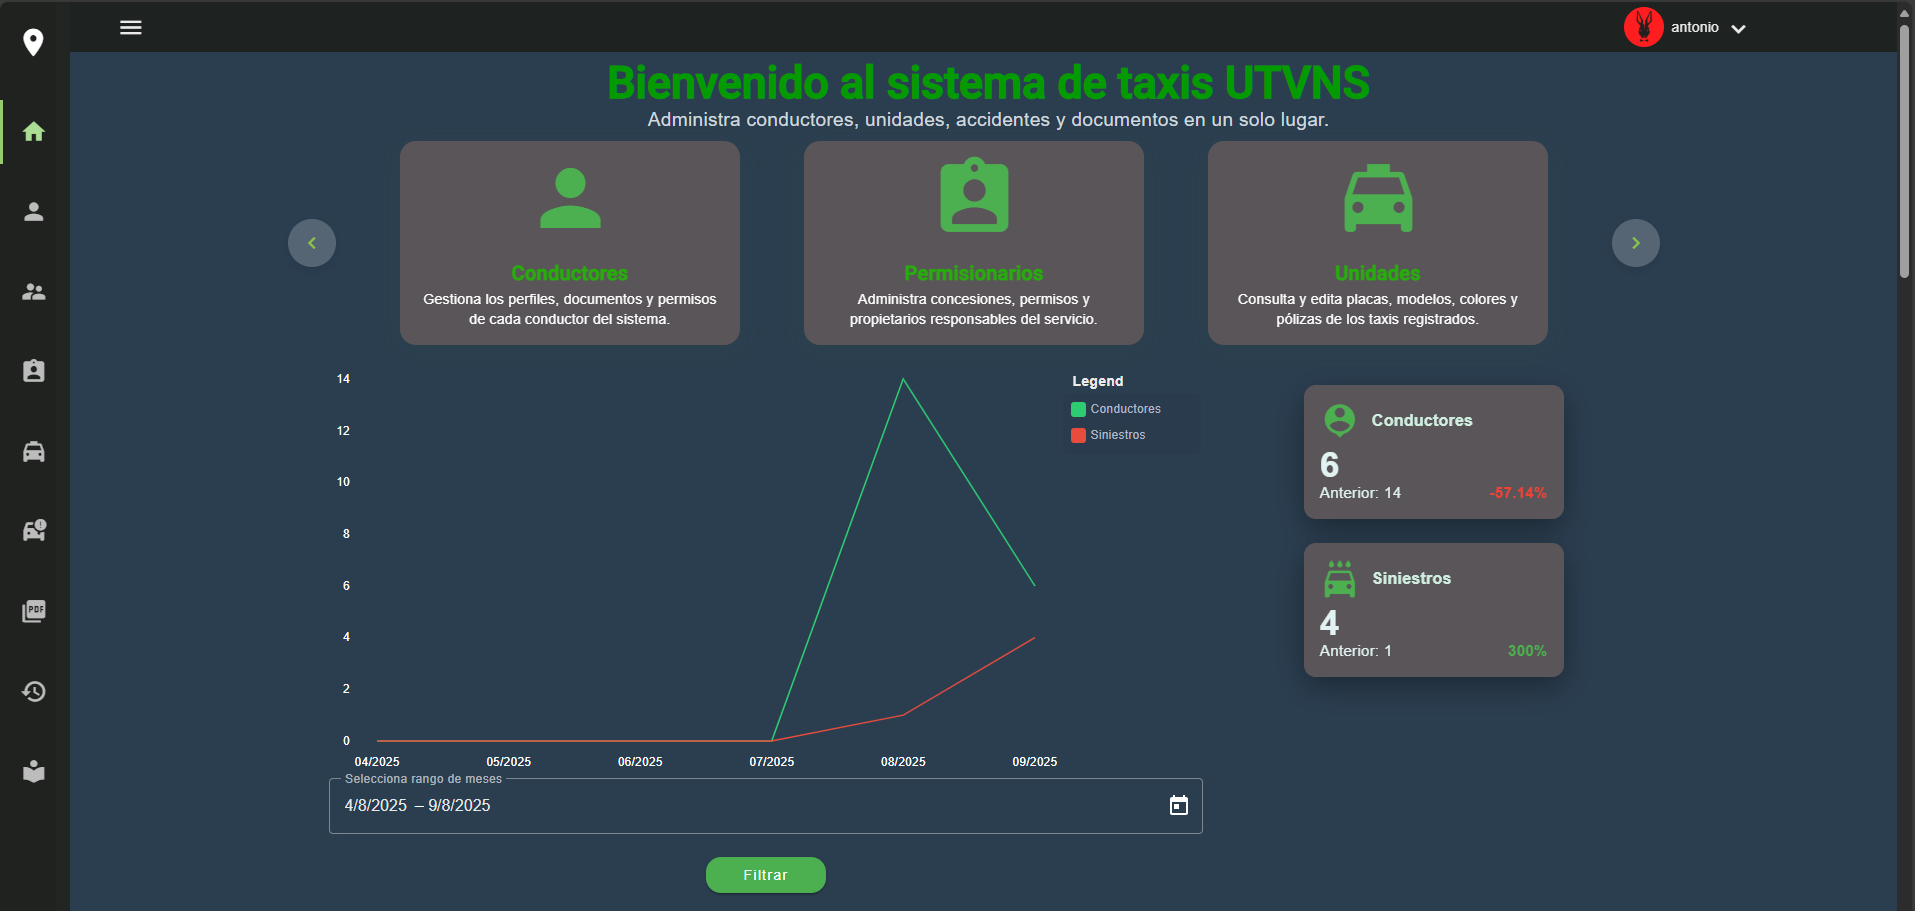 antonio
Bienvenido al sistema de taxis UTVNS
Administra conductores, unidades, accidentes y documentos en un solo lugar.
Conductores
Gestiona los perfiles, documentos y permisos
de cada conductor del sistema.
Permisionarios
Administra concesiones, permisos y
propietarios responsables del servicio.
Unidades
Consulta y edita placas, modelos, colores y
pólizas de los taxis registrados.
14
12
10
8
6
4
2
0
04/2025
05/2025
06/2025
07/2025
08/2025
09/2025
Legend
Conductores
Siniestros
Conductores
6
Anterior: 14
-57.14%
Siniestros
4
Anterior: 1
300%
PDF
Selecciona rango de meses
4/8/2025 – 9/8/2025
Filtrar